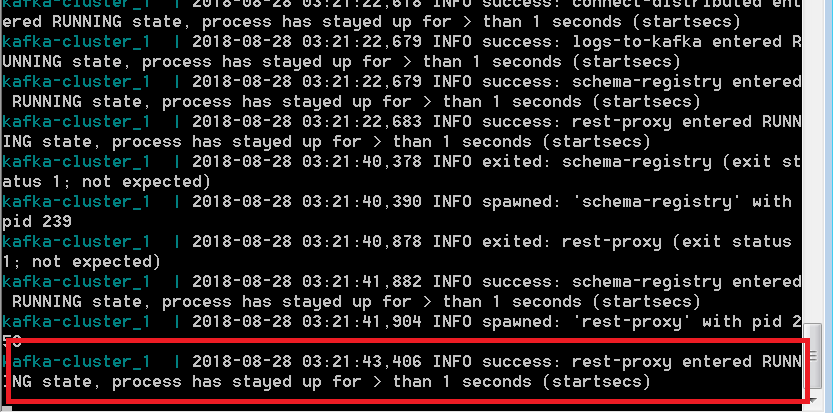 kafka-cluster_1  | 2018-08-28 03:21:22,678 INFO success: connect-distributed ent
ered RUNNING state, process has stayed up for > than 1 seconds (startsecs)
kafka-cluster_1  | 2018-08-28 03:21:22,679 INFO success: logs-to-kafka entered R
UNNING state, process has stayed up for > than 1 seconds (startsecs)
kafka-cluster_1  | 2018-08-28 03:21:22,679 INFO success: schema-registry entered
 RUNNING state, process has stayed up for > than 1 seconds (startsecs)
kafka-cluster_1  | 2018-08-28 03:21:22,683 INFO success: rest-proxy entered RUNN
ING state, process has stayed up for > than 1 seconds (startsecs)
kafka-cluster_1  | 2018-08-28 03:21:40,378 INFO exited: schema-registry (exit st
atus 1; not expected)
kafka-cluster_1  | 2018-08-28 03:21:40,390 INFO spawned: 'schema-registry' with
pid 239
kafka-cluster_1  | 2018-08-28 03:21:40,878 INFO exited: rest-proxy (exit status
1; not expected)
kafka-cluster_1  | 2018-08-28 03:21:41,882 INFO success: schema-registry entered
 RUNNING state, process has stayed up for > than 1 seconds (startsecs)
kafka-cluster_1  | 2018-08-28 03:21:41,904 INFO spawned: 'rest-proxy' with pid 2
kafka-cluster_1  | 2018-08-28 03:21:43,406 INFO success: rest-proxy entered RUNN
ING state, process has stayed up for > than 1 seconds (startsecs)